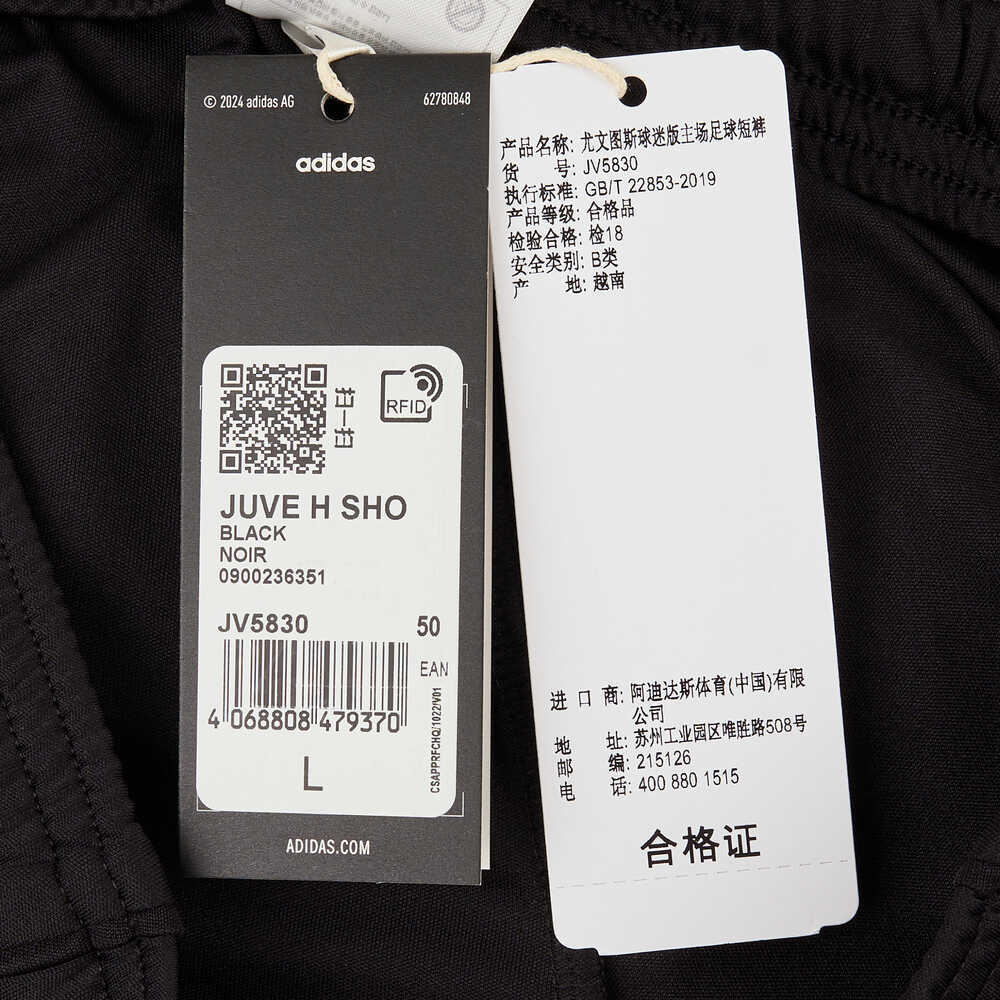 © 2024 adidas AG
62780848
adidas
扫一扫
RFID
JUVE H SHO
BLACK
NOIR
0900236351
JV5830
50
EAN
4 068808 479370
CSAPPRFCHQ/1022/V01
L
ADIDAS.COM
产品名称: 尤文图斯球迷版主场足球短裤
货 号: JV5830
执行标准: GB/T 22853-2019
产品等级: 合格品
检验合格: 检18
安全类别: B类
产 地: 越南
进 口 商: 阿迪达斯体育(中国)有限
公司
地 址: 苏州工业园区唯胜路508号
邮 编: 215126
电 话: 400 880 1515
合格证